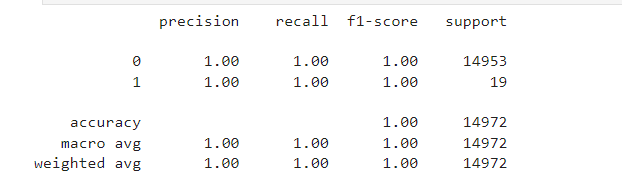 precision recall f1-score support
0 1.00 1.00 1.00 14953
1 1.00 1.00 1.00 19
accuracy 1.00 14972
macro avg 1.00 1.00 1.00 14972
weighted avg 1.00 1.00 1.00 14972